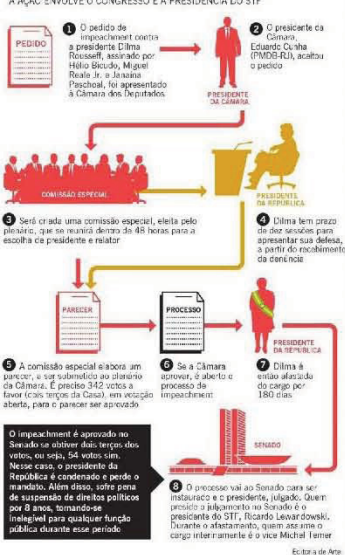 A AÇÃO ENVOLVE O CONGRESSO E A PRESIDÊNCIA DO STF
PEDIDO
1 O pedido de
impeachment contra
a presidente Dilma
Rousseff, assinado por
Hélio Bicudo, Miguel
Reale Jr. e Janaína
Paschoal, foi apresentado
à Câmara dos Deputados
PRESIDENTE
DA CÂMARA
2 O presidente da
Câmara,
Eduardo Cunha
(PMDB-RJ), acaitou
o pedido
COMISSÃO ESPECIAL
PRESIDENTE
DA REPÚBLICA
3 Será criada uma comissão especial, eleita pelo
plenário, que se reunirá dentro de 48 horas para a
escolha de presidente e relator
4 Dilma tem prazo
de dez sessões para
apresentar sua defesa,
a partir do recebimento
da denúncia
PARECER
PROCESSO
PRESIDENTE
DA REPÚBLICA
5 A comissão especial elabora um
parecer, a ser submetido ao plenário
da Câmara. É preciso 342 votos a
favor (dois terços da Casa), em votação
aberta, para o parecer ser aprovado
6 Se a Câmara
aprovar, é aberto o
processo de
impeachment
7 Dilma é
então afastada
do cargo por
180 dias
O impeachment é aprovado no
Senado se obtiver dois terços dos
votos, ou seja, 54 votos sim.
Nesse caso, o presidente da
República é condenado e perde o
mandato. Além disso, sofre pena
de suspensão de direitos políticos
por 8 anos, tornando-se
inelegível para qualquer função
pública durante esse período
SENADO
8 O processo vai ao Senado para ser
instaurado e o presidente, julgado. Quem
preside o julgamento no Senado é o
presidente do STF, Ricardo Lewandowski.
Durante o afastamento, quem assume o
cargo interinamente é o vice Michel Temer
Editoria de Arte